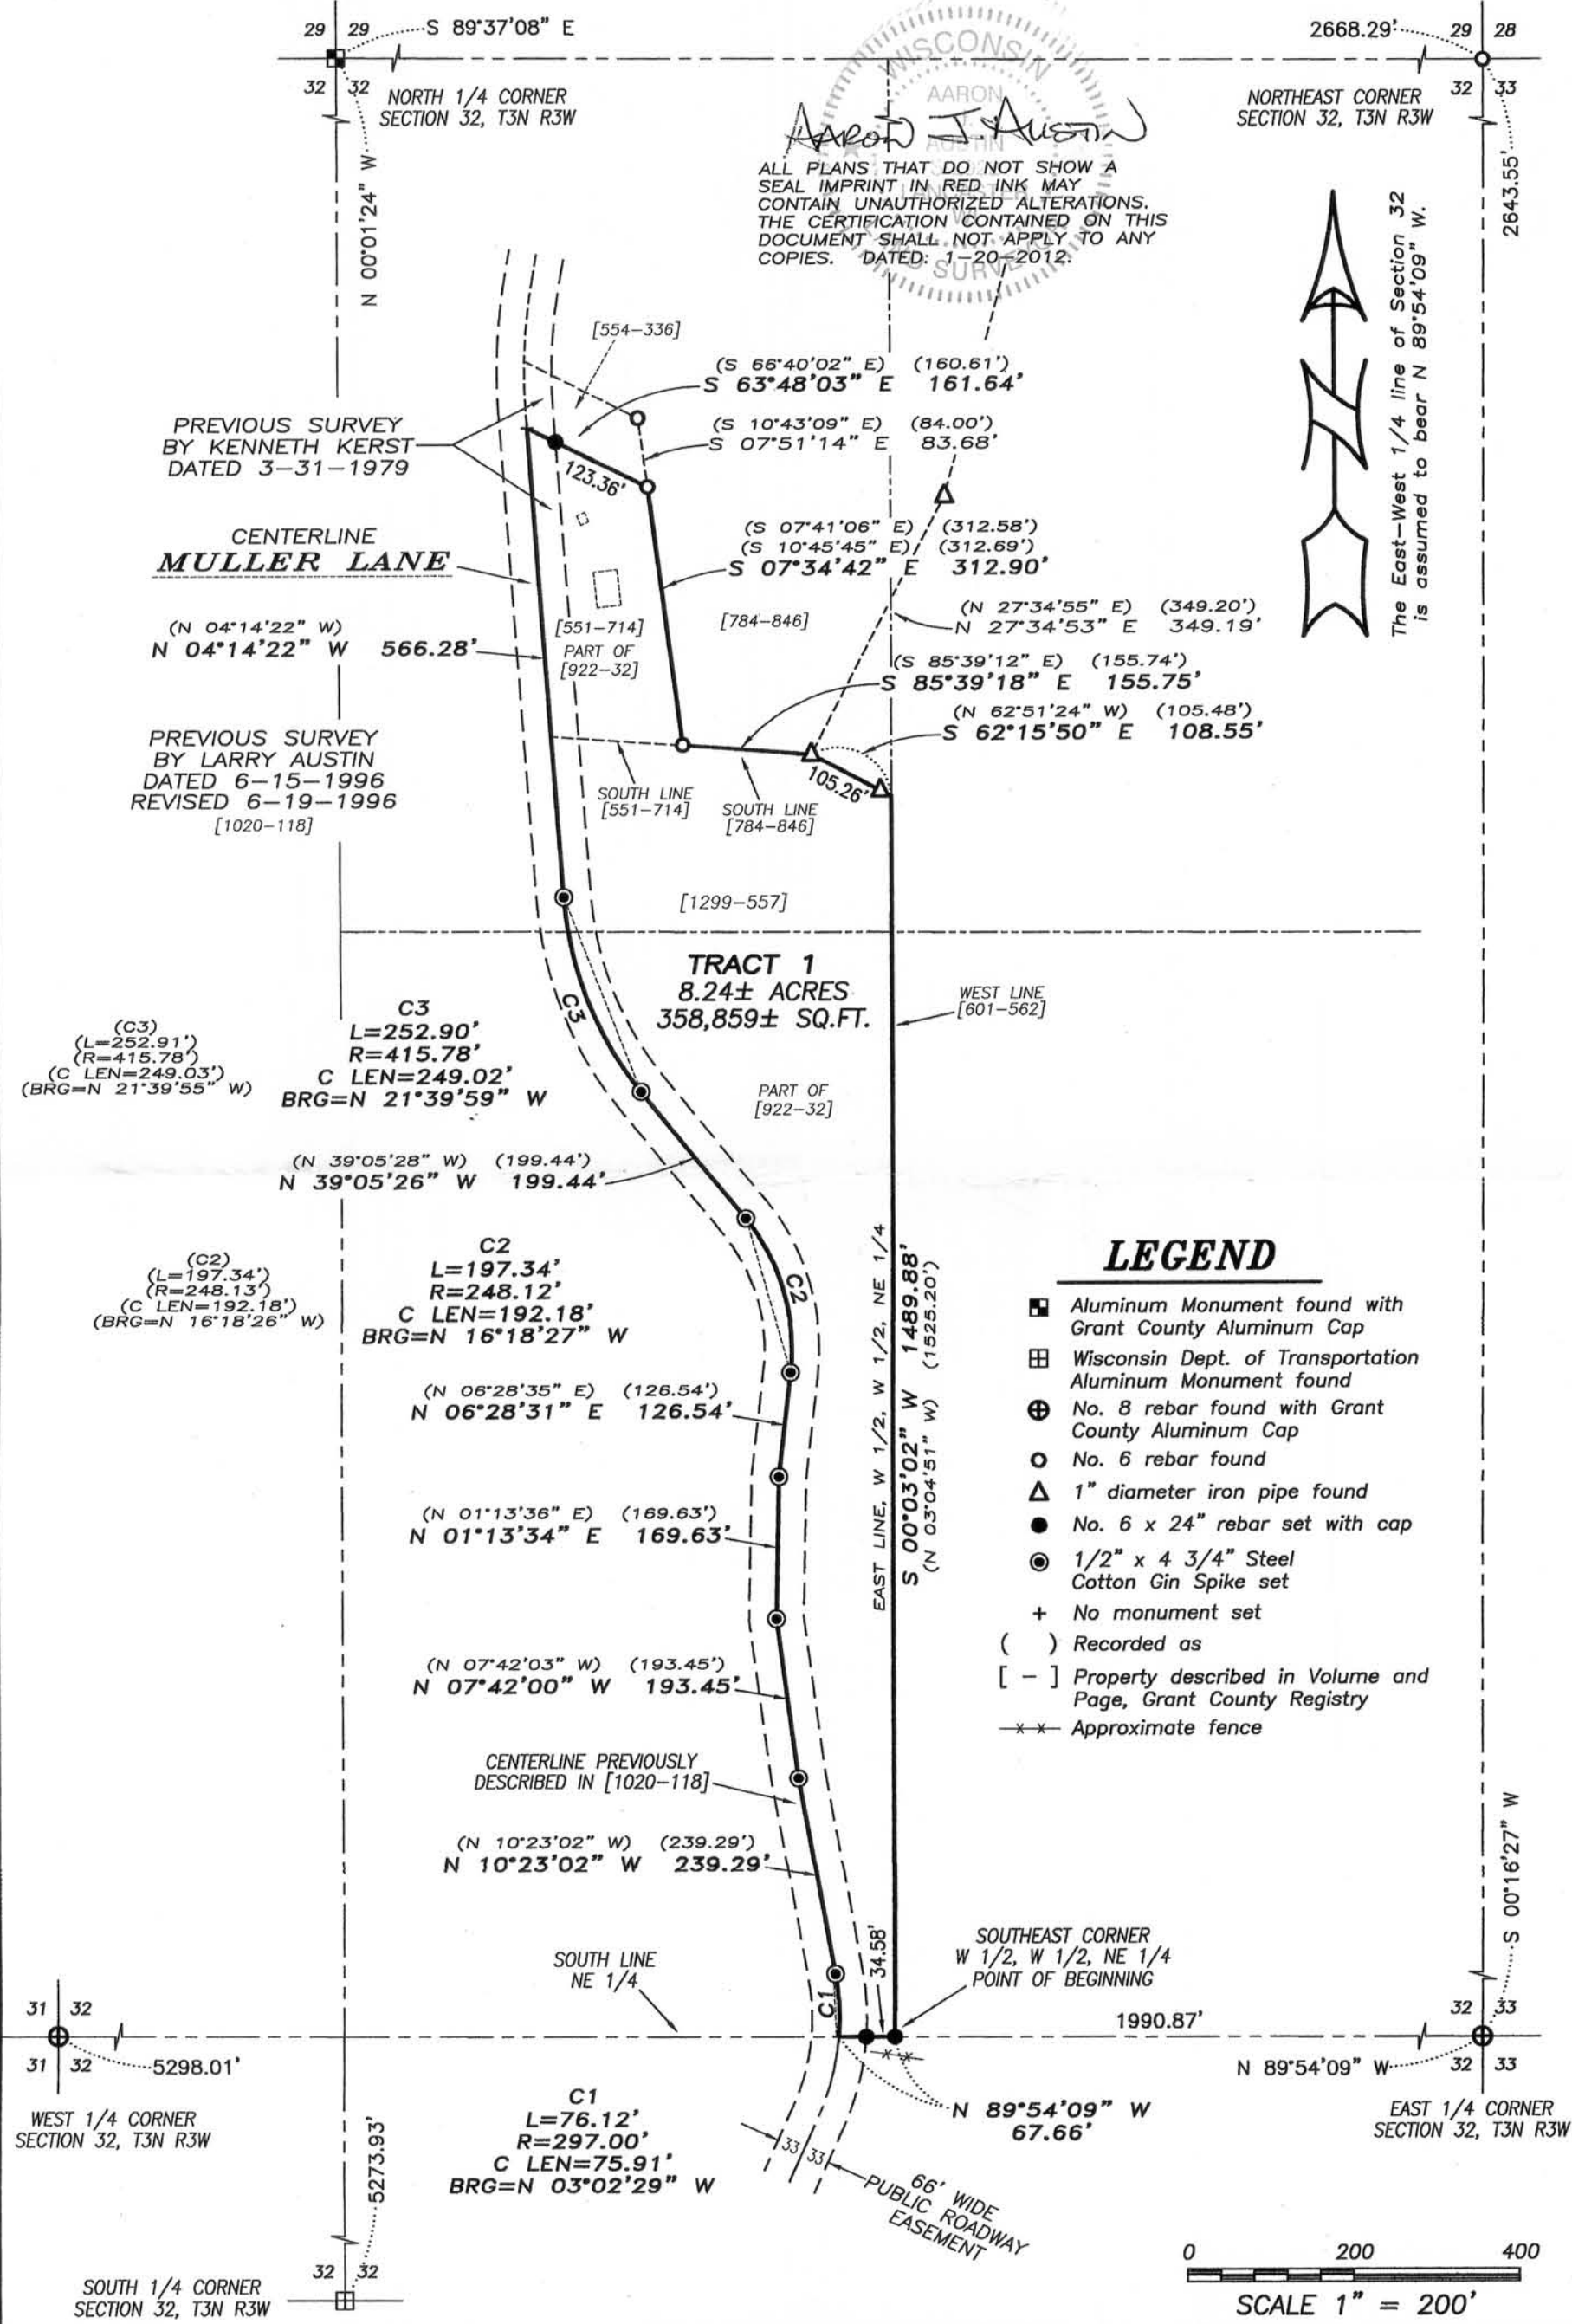 29 29
S 89°37'08" E
2668.29'
29 28
32 32
NORTH 1/4 CORNER
SECTION 32, T3N R3W
NORTHEAST CORNER
SECTION 32, T3N R3W
32 33
WISCONSIN
AARON
J.
AUSTIN
LANCASTER
WI
LAND SURVEYOR
AARON J. AUSTIN
ALL PLANS THAT DO NOT SHOW A
SEAL IMPRINT IN RED INK MAY
CONTAIN UNAUTHORIZED ALTERATIONS.
THE CERTIFICATION CONTAINED ON THIS
DOCUMENT SHALL NOT APPLY TO ANY
COPIES. DATED: 1-20-2012.
N 00°01'24" W
2643.55'
The East-West 1/4 line of Section 32
is assumed to bear N 89°54'09" W.
[554-336]
(S 66°40'02" E) (160.61')
S 63°48'03" E 161.64'
PREVIOUS SURVEY
BY KENNETH KERST
DATED 3-31-1979
(S 10°43'09" E) (84.00')
S 07°51'14" E 83.68'
123.36'
CENTERLINE
MULLER LANE
(S 07°41'06" E) (312.58')
(S 10°45'45" E) (312.69')
S 07°34'42" E 312.90'
(N 04°14'22" W)
N 04°14'22" W 566.28'
[551-714]
PART OF
[922-32]
[784-846]
(N 27°34'55" E) (349.20')
N 27°34'53" E 349.19'
(S 85°39'12" E) (155.74')
S 85°39'18" E 155.75'
(N 62°51'24" W) (105.48')
S 62°15'50" E 108.55'
105.26'
PREVIOUS SURVEY
BY LARRY AUSTIN
DATED 6-15-1996
REVISED 6-19-1996
[1020-118]
SOUTH LINE
[551-714]
SOUTH LINE
[784-846]
[1299-557]
TRACT 1
8.24± ACRES
358,859± SQ.FT.
WEST LINE
[601-562]
C3
(C3)
(L=252.91')
(R=415.78')
(C LEN=249.03')
(BRG=N 21°39'55" W)
C3
L=252.90'
R=415.78'
C LEN=249.02'
BRG=N 21°39'59" W
PART OF
[922-32]
(N 39°05'28" W) (199.44')
N 39°05'26" W 199.44'
(C2)
(L=197.34')
(R=248.13')
(C LEN=192.18')
(BRG=N 16°18'26" W)
C2
L=197.34'
R=248.12'
C LEN=192.18'
BRG=N 16°18'27" W
C2
EAST LINE, W 1/2, W 1/2, NE 1/4
S 00°03'02" W 1489.88'
(N 03°04'51" W) (1525.20')
LEGEND
Aluminum Monument found with
Grant County Aluminum Cap
Wisconsin Dept. of Transportation
Aluminum Monument found
No. 8 rebar found with Grant
County Aluminum Cap
No. 6 rebar found
1" diameter iron pipe found
No. 6 x 24" rebar set with cap
1/2" x 4 3/4" Steel
Cotton Gin Spike set
+ No monument set
( ) Recorded as
[ - ] Property described in Volume and
Page, Grant County Registry
—x—x— Approximate fence
(N 06°28'35" E) (126.54')
N 06°28'31" E 126.54'
(N 01°13'36" E) (169.63')
N 01°13'34" E 169.63'
(N 07°42'03" W) (193.45')
N 07°42'00" W 193.45'
CENTERLINE PREVIOUSLY
DESCRIBED IN [1020-118]
(N 10°23'02" W) (239.29')
N 10°23'02" W 239.29'
S 00°16'27" W
SOUTH LINE
NE 1/4
34.58'
C1
SOUTHEAST CORNER
W 1/2, W 1/2, NE 1/4
POINT OF BEGINNING
1990.87'
31 32
31 32
5298.01'
WEST 1/4 CORNER
SECTION 32, T3N R3W
32 33
N 89°54'09" W
32 33
EAST 1/4 CORNER
SECTION 32, T3N R3W
N 89°54'09" W
67.66'
C1
L=76.12'
R=297.00'
C LEN=75.91'
BRG=N 03°02'29" W
33 33
66' WIDE
PUBLIC ROADWAY
EASEMENT
5273.93'
32 32
SOUTH 1/4 CORNER
SECTION 32, T3N R3W
0 200 400
SCALE 1" = 200'